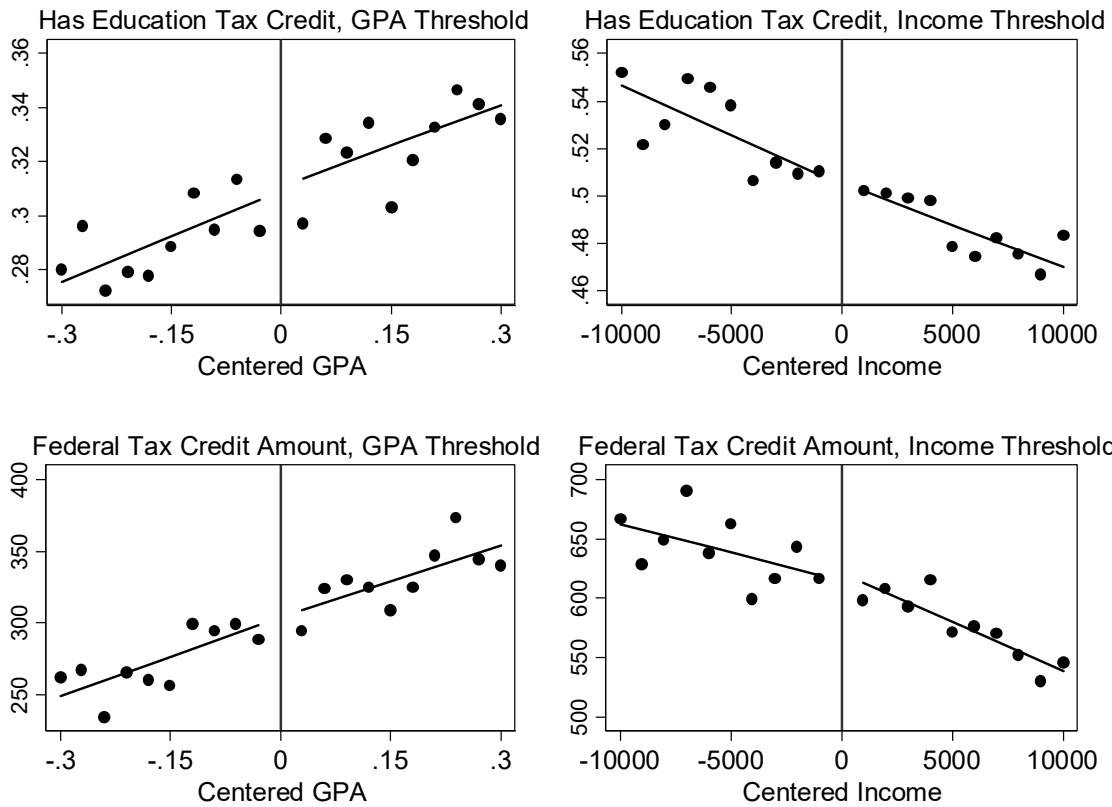 Has Education Tax Credit, GPA Threshold
.36
.34
.32
.3
.28
-.3 -.15 0 .15 .3
Centered GPA
Has Education Tax Credit, Income Threshold
.56
.54
.52
.5
.48
.46
-10000 -5000 0 5000 10000
Centered Income
Federal Tax Credit Amount, GPA Threshold
400
350
300
250
-.3 -.15 0 .15 .3
Centered GPA
Federal Tax Credit Amount, Income Threshold
700
650
600
550
500
-10000 -5000 0 5000 10000
Centered Income